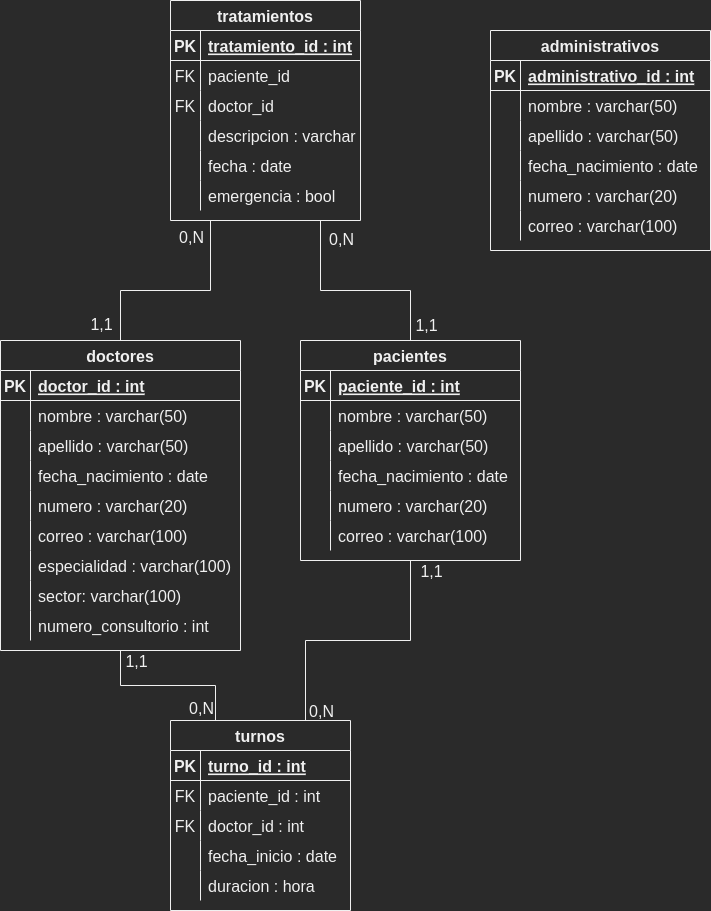 tratamientos
PK tratamiento_id : int
FK paciente_id
FK doctor_id
descripcion : varchar
fecha : date
emergencia : bool
administrativos
PK administrativo_id : int
nombre : varchar(50)
apellido : varchar(50)
fecha_nacimiento : date
numero : varchar(20)
correo : varchar(100)
0,N
0,N
1,1
1,1
doctores
PK doctor_id : int
nombre : varchar(50)
apellido : varchar(50)
fecha_nacimiento : date
numero : varchar(20)
correo : varchar(100)
especialidad : varchar(100)
sector: varchar(100)
numero_consultorio : int
pacientes
PK paciente_id : int
nombre : varchar(50)
apellido : varchar(50)
fecha_nacimiento : date
numero : varchar(20)
correo : varchar(100)
1,1
1,1
0,N
0,N
turnos
PK turno_id : int
FK paciente_id : int
FK doctor_id : int
fecha_inicio : date
duracion : hora